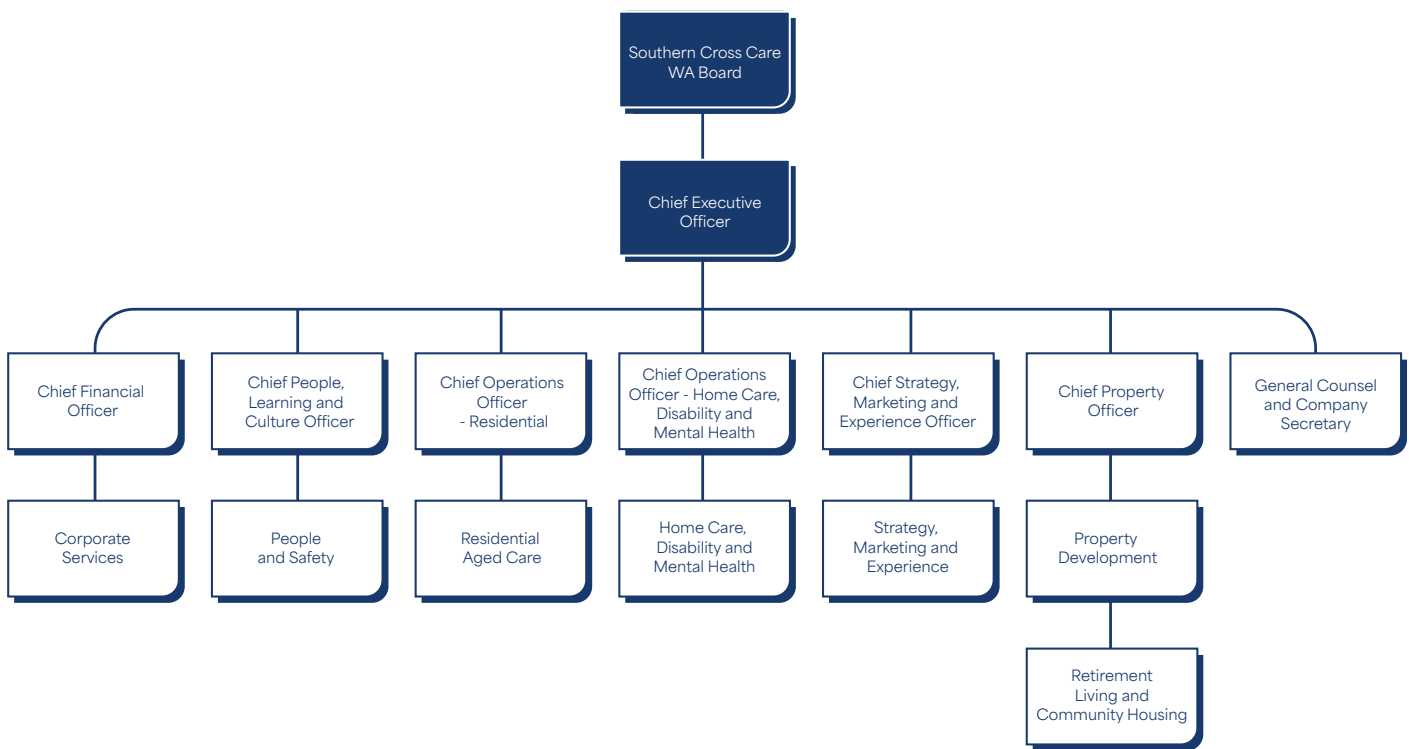 Southern Cross Care
WA Board
Chief Executive
Officer
Chief Financial
Officer
Chief People,
Learning and
Culture Officer
Chief Operations
Officer
- Residential
Chief Operations
Officer - Home Care,
Disability and
Mental Health
Chief Strategy,
Marketing and
Experience Officer
Chief Property
Officer
General Counsel
and Company
Secretary
Corporate
Services
People
and Safety
Residential
Aged Care
Home Care,
Disability and
Mental Health
Strategy,
Marketing and
Experience
Property
Development
Retirement
Living and
Community Housing